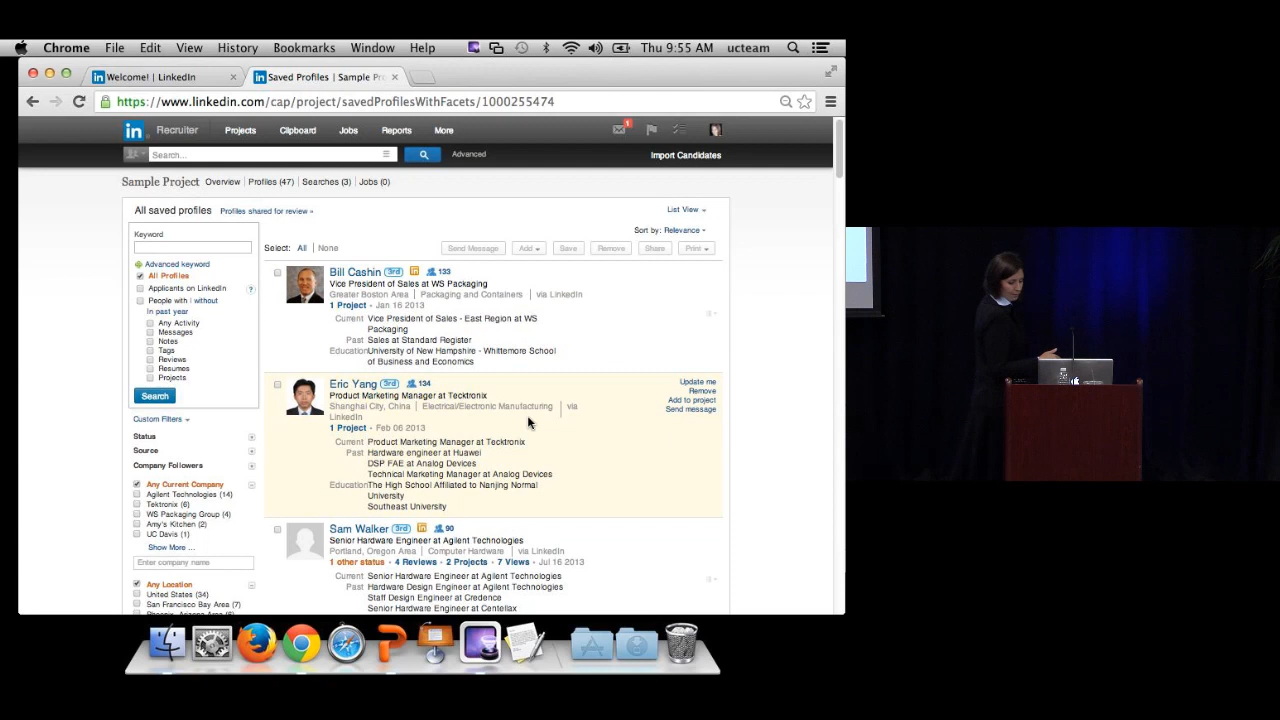 Chrome File Edit View History Bookmarks Window Help Thu 9:55 AM ucteam
Welcome! | LinkedIn
Saved Profiles | Sample Pr
https://www.linkedin.com/cap/project/savedProfilesWithFacets/1000255474
in Recruiter Projects Clipboard Jobs Reports More 1
Search... Advanced Import Candidates
Sample Project Overview Profiles (47) Searches (3) Jobs (0)
All saved profiles Profiles shared for review »
List View
Sort by: Relevance
Keyword
Advanced keyword
All Profiles
Applicants on LinkedIn ?
People with | without
In past year
Any Activity
Messages
Notes
Tags
Reviews
Resumes
Projects
Search
Custom Filters
Status
Source
Company Followers
Any Current Company
Agilent Technologies (14)
Tektronix (6)
WS Packaging Group (4)
Amy's Kitchen (2)
UC Davis (1)
Show More ...
Enter company name
Any Location
United States (34)
San Francisco Bay Area (7)
Select: All | None
Send Message Add Save Remove Share Print
Bill Cashin 3rd in 133
Vice President of Sales at WS Packaging
Greater Boston Area | Packaging and Containers | via LinkedIn
1 Project - Jan 16 2013
Current Vice President of Sales - East Region at WS
Packaging
Past Sales at Standard Register
Education University of New Hampshire - Whittemore School
of Business and Economics
Eric Yang 3rd 134
Product Marketing Manager at Tecktronix
Shanghai City, China | Electrical/Electronic Manufacturing | via
LinkedIn
1 Project - Feb 06 2013
Current Product Marketing Manager at Tecktronix
Past Hardware engineer at Huawei
DSP FAE at Analog Devices
Technical Marketing Manager at Analog Devices
Education The High School Affiliated to Nanjing Normal
University
Southeast University
Update me
Remove
Add to project
Send message
Sam Walker 3rd in 90
Senior Hardware Engineer at Agilent Technologies
Portland, Oregon Area | Computer Hardware | via LinkedIn
1 other status - 4 Reviews - 2 Projects - 7 Views - Jul 16 2013
Current Senior Hardware Engineer at Agilent Technologies
Past Hardware Design Engineer at Agilent Technologies
Staff Design Engineer at Credence
Senior Hardware Engineer at Centellax